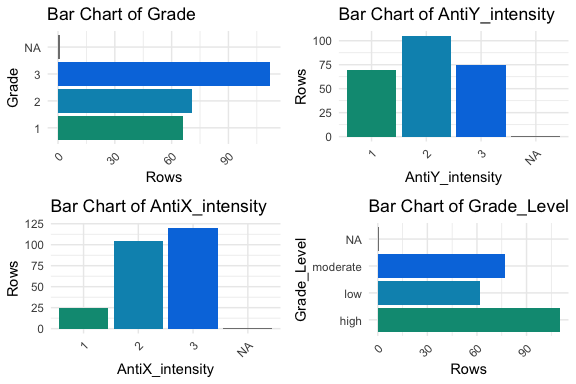 Bar Chart of Grade
Grade
NA
3
2
1
0 30 60 90
Rows
Bar Chart of AntiY_intensity
Rows
100
75
50
25
0
1 2 3 NA
AntiY_intensity
Bar Chart of AntiX_intensity
Rows
125
100
75
50
25
0
1 2 3 NA
AntiX_intensity
Bar Chart of Grade_Level
Grade_Level
NA
moderate
low
high
0 30 60 90
Rows